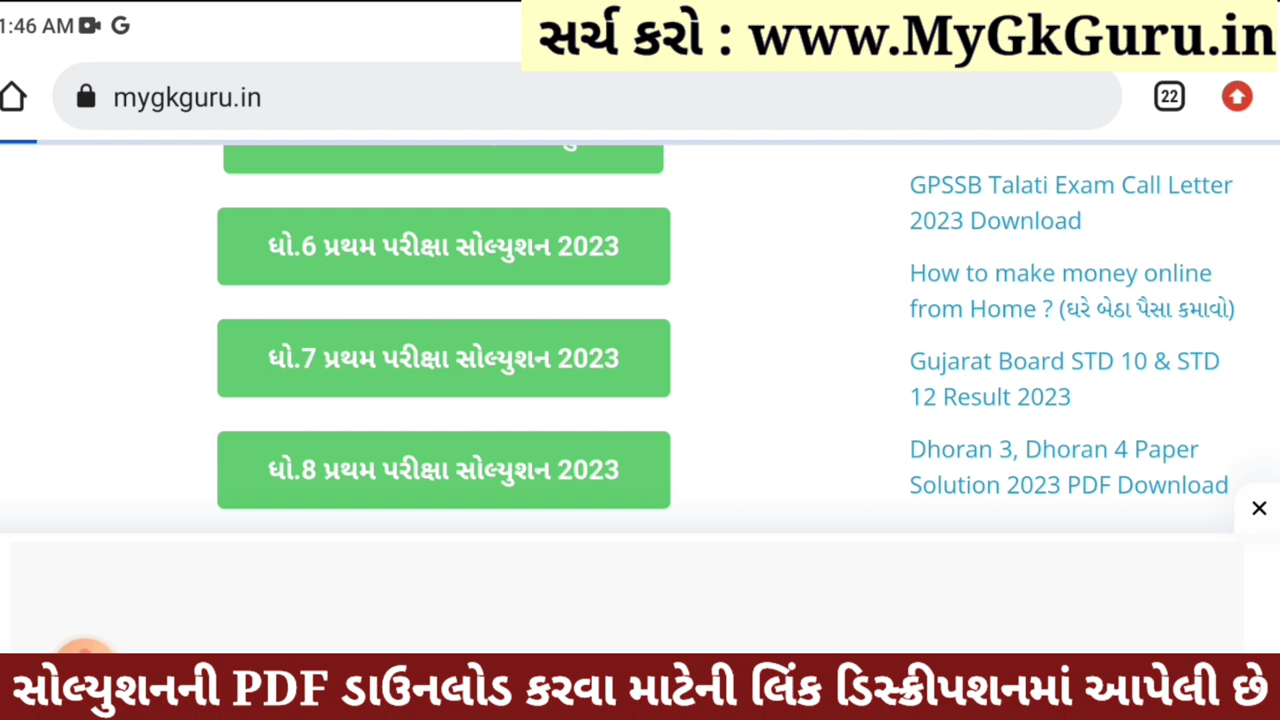 1:46 AM G
સર્ચ કરો : www.MyGkGuru.in
mygkguru.in
22
ધો.6 પ્રથમ પરીક્ષા સોલ્યુશન 2023
ધો.7 પ્રથમ પરીક્ષા સોલ્યુશન 2023
ધો.8 પ્રથમ પરીક્ષા સોલ્યુશન 2023
GPSSB Talati Exam Call Letter
2023 Download
How to make money online
from Home ? (ઘરે બેઠા પૈસા કમાવો)
Gujarat Board STD 10 & STD
12 Result 2023
Dhoran 3, Dhoran 4 Paper
Solution 2023 PDF Download
સોલ્યુશનની PDF ડાઉનલોડ કરવા માટેની લિંક ડિસ્ક્રીપશનમાં આપેલી છે